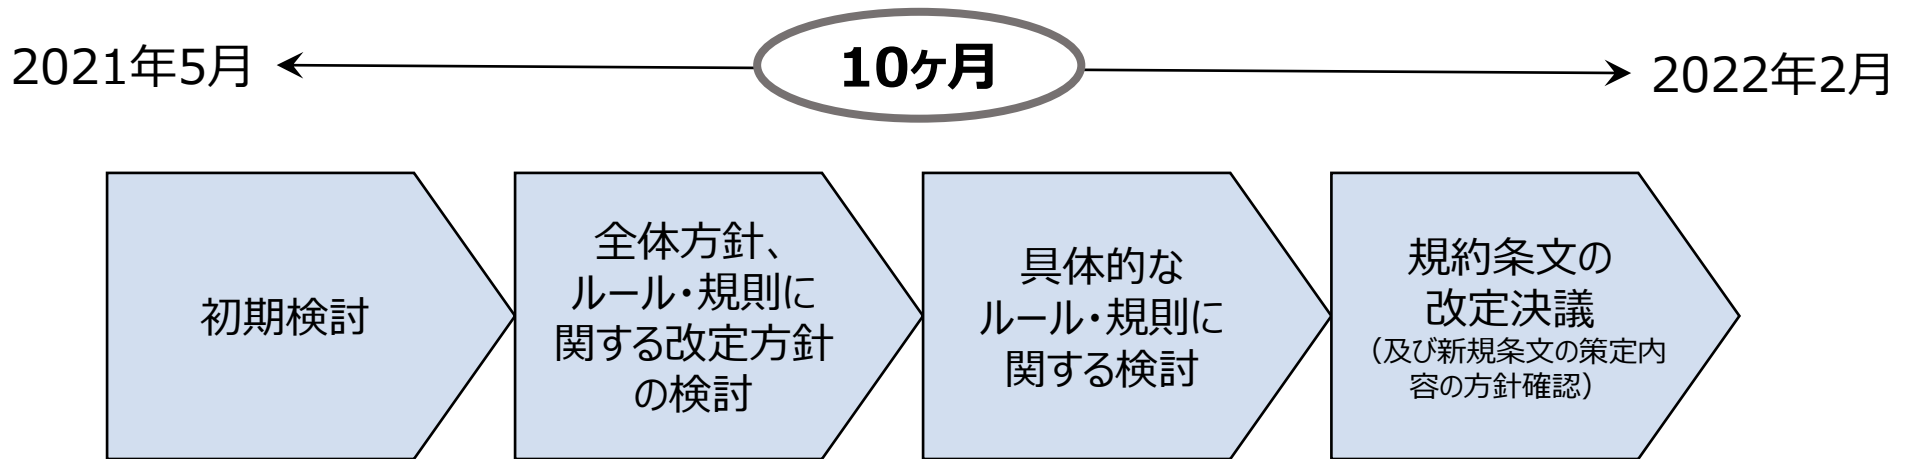 2021年5月
10ヶ月
2022年2月
初期検討
全体方針、
ルール・規則に
関する改定方針
の検討
具体的な
ルール・規則に
関する検討
規約条文の
改定決議
（及び新規条文の策定内
容の方針確認）